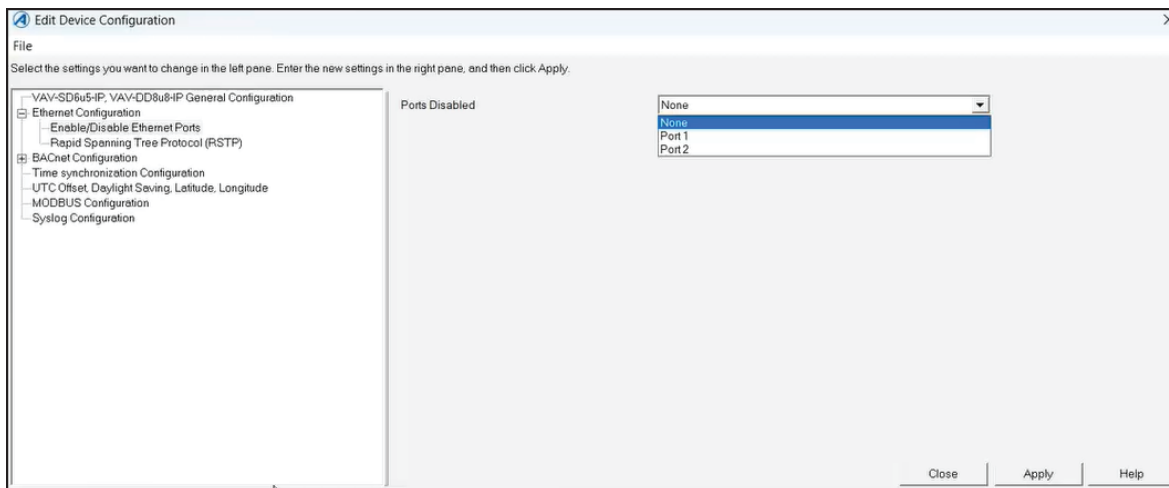 Edit Device Configuration
File
Select the settings you want to change in the left pane. Enter the new settings in the right pane, and then click Apply.
VAV-SD6u5-IP, VAV-DD8u8-IP General Configuration
Ethernet Configuration
Enable/Disable Ethernet Ports
Rapid Spanning Tree Protocol (RSTP)
BACnet Configuration
Time synchronization Configuration
UTC Offset, Daylight Saving, Latitude, Longitude
MODBUS Configuration
Syslog Configuration
Ports Disabled
None
None
Port 1
Port 2
Close
Apply
Help